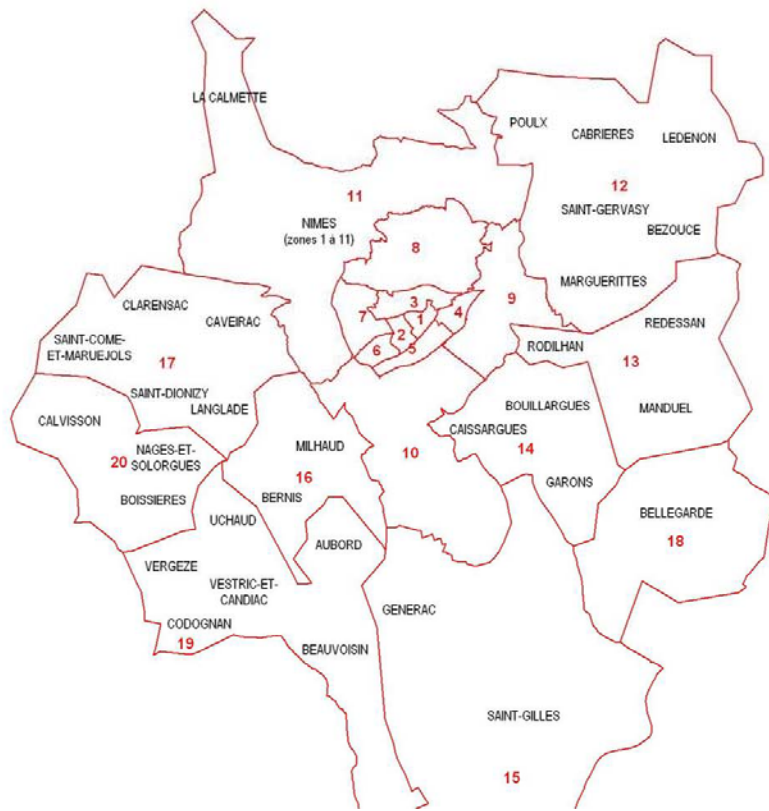 LA CALMETTE
POULX
CABRIERES
LEDENON
11
12
NIMES
(zones 1 à 11)
SAINT-GERVASY
8
BEZOUCE
MARGUERITTES
9
CLARENSAC
3
CAVEIRAC
7
1
4
REDESSAN
2
SAINT-COME-
ET-MARUEJOLS
5
6
RODILHAN
17
13
SAINT-DIONIZY
LANGLADE
BOUILLARGUES
MANDUEL
CALVISSON
CAISSARGUES
MILHAUD
10
14
NAGES-ET-
SOLORGUES
20
16
GARONS
BOISSIERES
BERNIS
BELLEGARDE
UCHAUD
18
AUBORD
VERGEZE
VESTRIC-ET-
CANDIAC
GENERAC
CODOGNAN
19
BEAUVOISIN
SAINT-GILLES
15